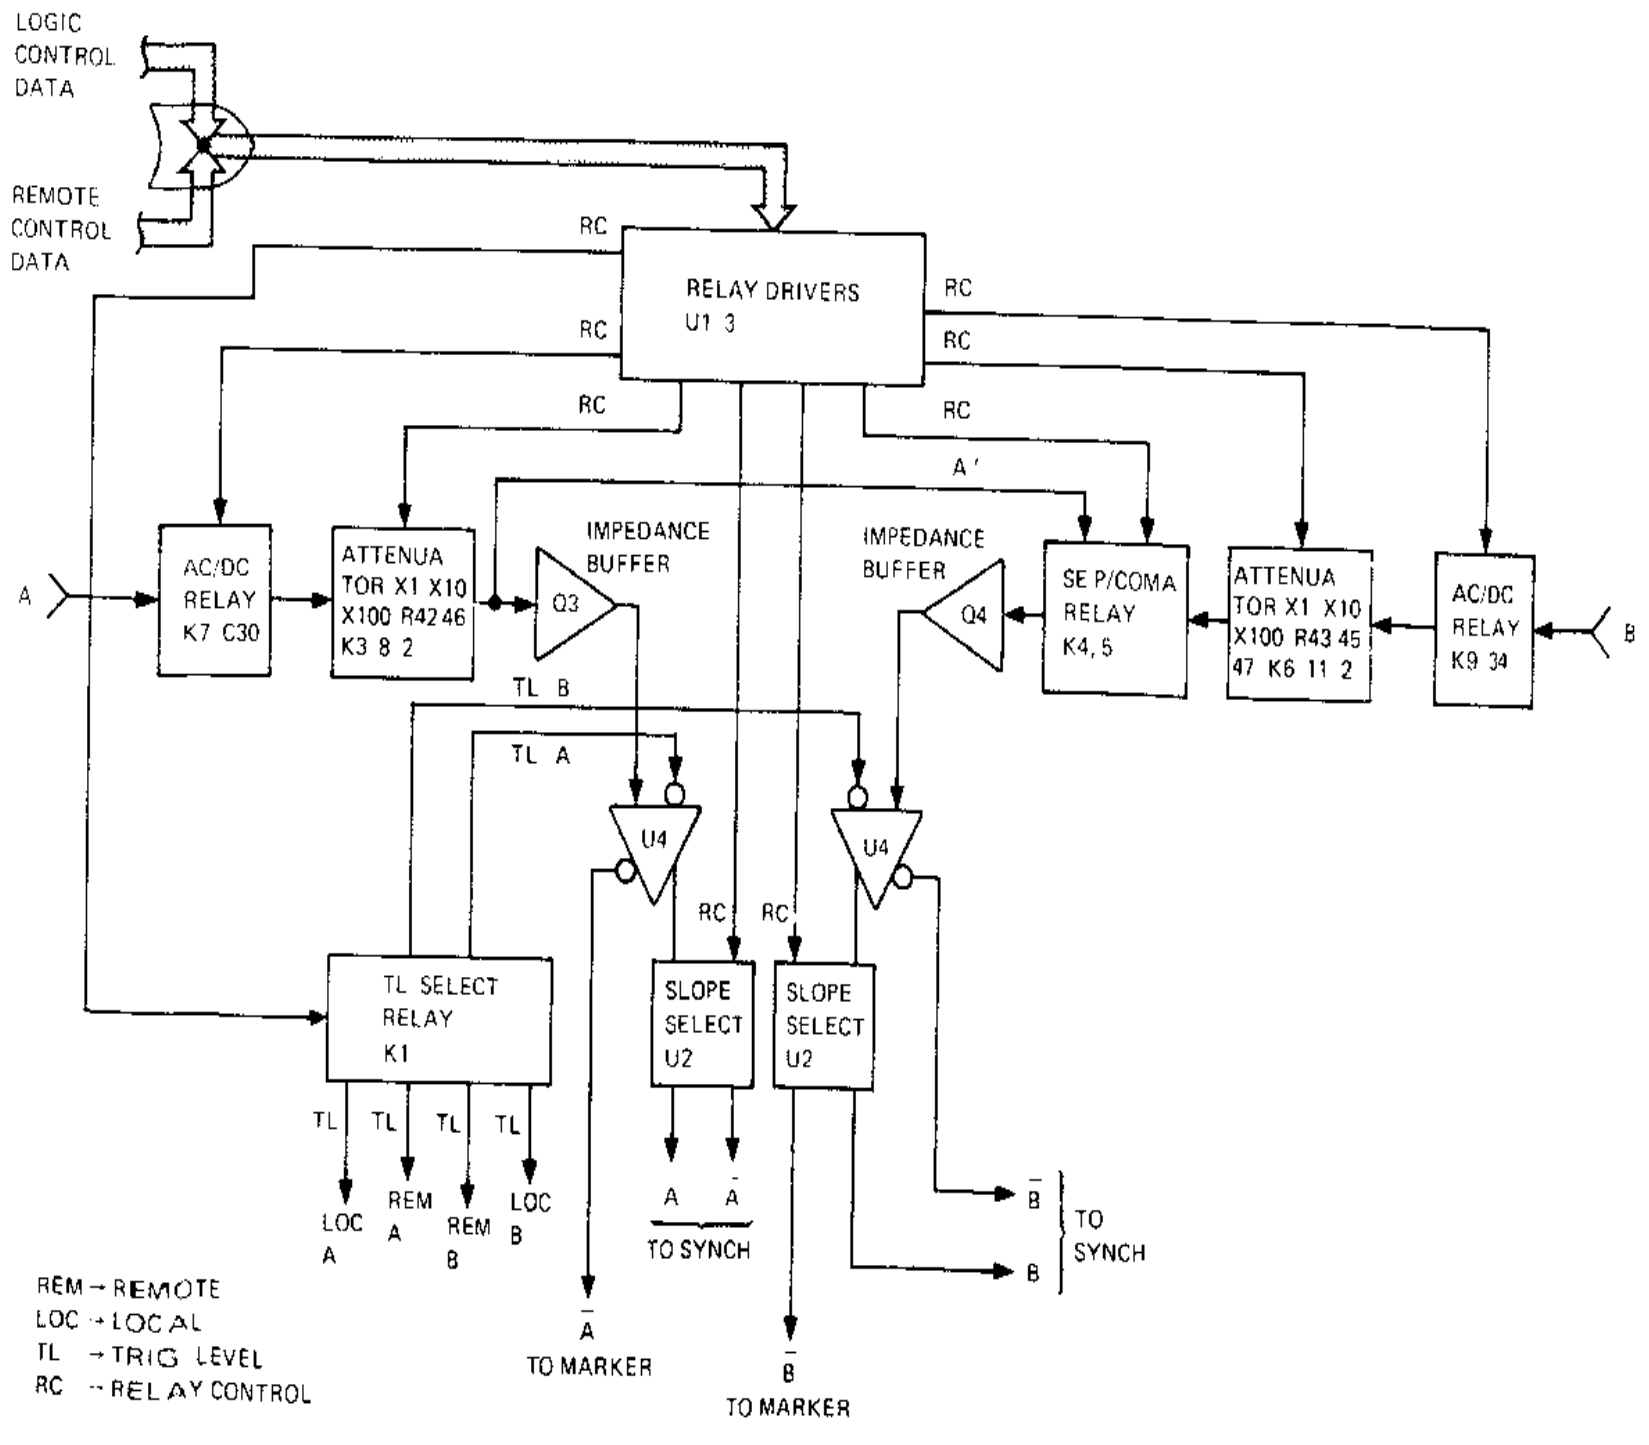 LOGIC
CONTROL
DATA
REMOTE
CONTROL
DATA
RC
RC
RC
RELAY DRIVERS
U1 3
RC
RC
RC
A'
A
AC/DC
RELAY
K7 C30
ATTENUA
TOR X1 X10
X100 R42 46
K3 8 2
IMPEDANCE
BUFFER
Q3
IMPEDANCE
BUFFER
Q4
SE P/COMA
RELAY
K4, 5
ATTENUA
TOR X1 X10
X100 R43 45
47 K6 11 2
AC/DC
RELAY
K9 34
B
TL B
TL A
U4
U4
RC
RC
TL SELECT
RELAY
K1
SLOPE
SELECT
U2
SLOPE
SELECT
U2
TL
TL
TL
TL
LOC
A
REM
A
REM
B
LOC
B
A
A̅
TO SYNCH
B̅
B
TO
SYNCH
A̅
TO MARKER
B̅
TO MARKER
REM → REMOTE
LOC → LOCAL
TL → TRIG LEVEL
RC → RELAY CONTROL